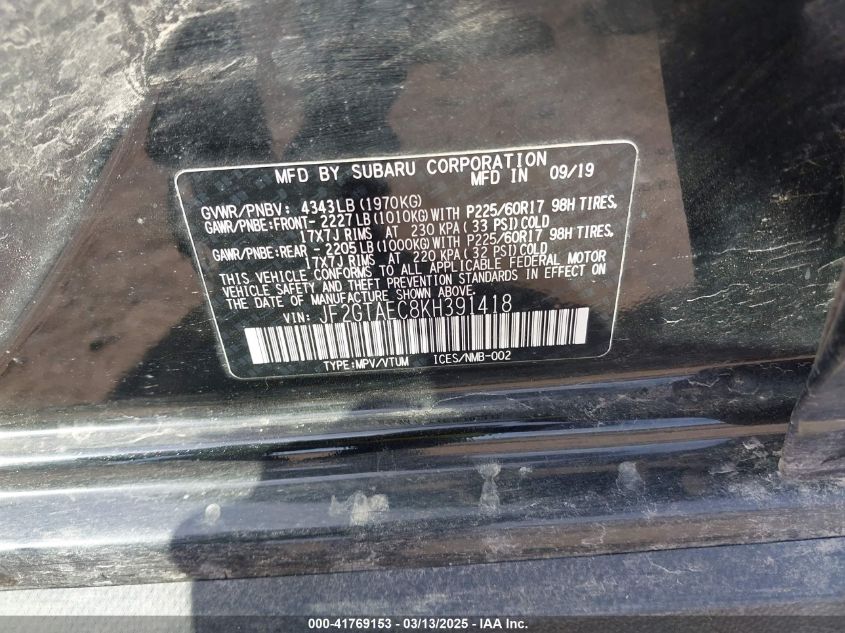 MFD BY SUBARU CORPORATION
MFD IN 09/19
GVWR/PNBV: 4343LB(1970KG)
GAWR/PNBE:FRONT- 2227LB(1010KG)WITH P225/60R17 98H TIRES,
17X7J RIMS AT 230 KPA(33 PSI)COLD
GAWR/PNBE:REAR - 2205LB(1000KG)WITH P225/60R17 98H TIRES,
17X7J RIMS AT 220 KPA(32 PSI)COLD
THIS VEHICLE CONFORMS TO ALL APPLICABLE FEDERAL MOTOR
VEHICLE SAFETY AND THEFT PREVENTION STANDARDS IN EFFECT ON
THE DATE OF MANUFACTURE SHOWN ABOVE.
VIN: JF2GTAEC8KH391418
TYPE:MPV/VTUM ICES/NMB-002
000-41769153 - 03/13/2025 - IAA Inc.